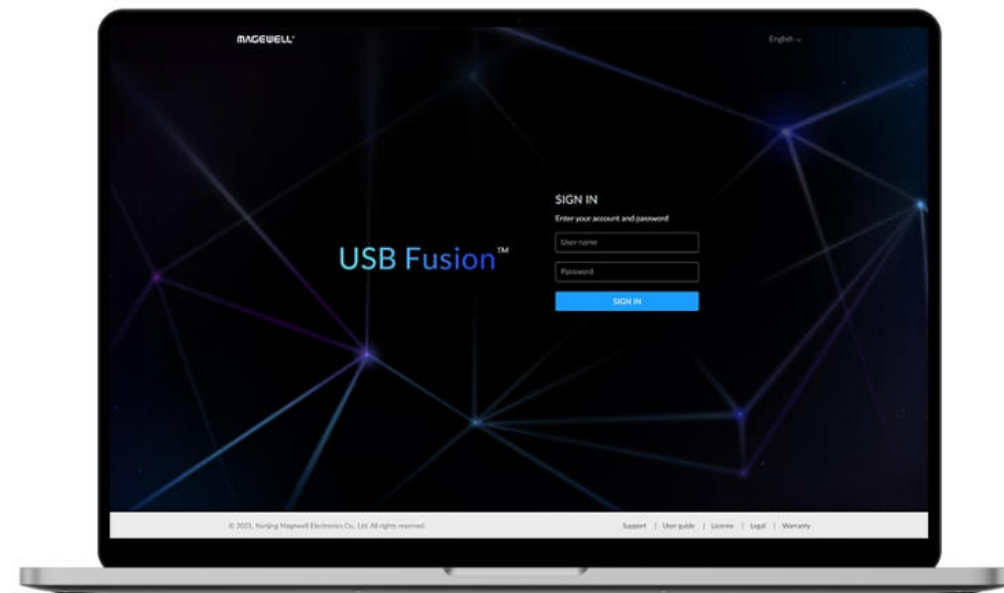 MAGEWELL®
English
SIGN IN
Enter your account and password
User name
USB Fusion™
Password
SIGN IN
© 2021, Nanjing Magewell Electronics Co., Ltd. All rights reserved.
Support | User guide | License | Legal | Warranty